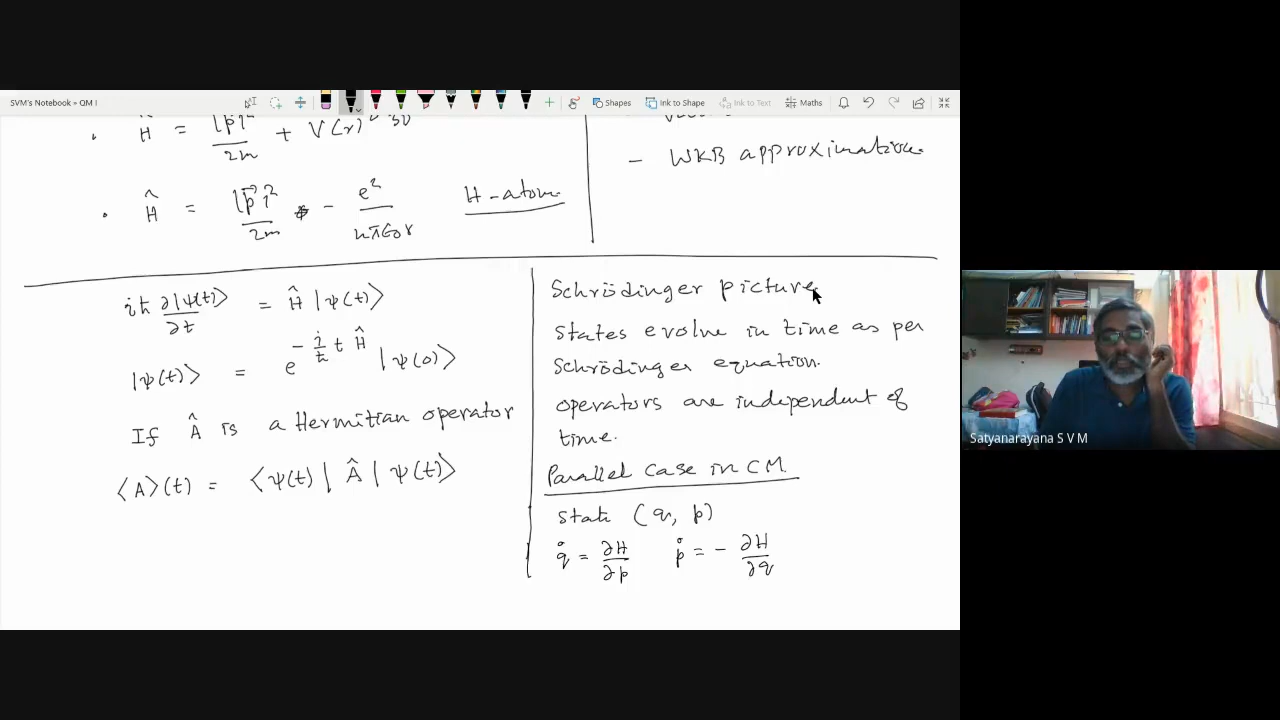 SVM's Notebook » QM I
Shapes
Ink to Shape
Ink to Text
Maths
· Ĥ = |p⃗|²/2m + V(r) 3D
– WKB approximation
· Ĥ = |p⃗|²/2m – e²/4πε₀r H-atom
iħ ∂|ψ(t)⟩/∂t = Ĥ |ψ(t)⟩
|ψ(t)⟩ = e^{-i/ħ t Ĥ} |ψ(0)⟩
If Â is a Hermitian operator
⟨A⟩(t) = ⟨ψ(t)| Â |ψ(t)⟩
Schrödinger picture
States evolve in time as per
Schrödinger equation.
operators are independent of
time.
Parallel case in CM
State (q, p)
q̇ = ∂H/∂p ṗ = – ∂H/∂q
Satyanarayana S V M